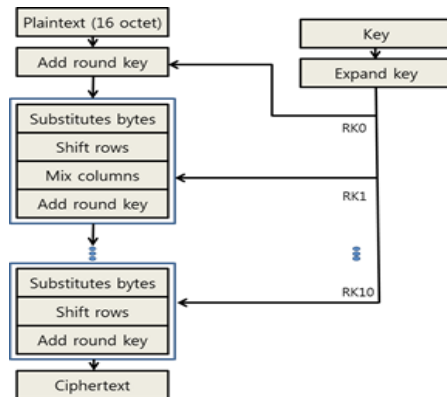 Plaintext (16 octet)
Add round key
Substitutes bytes
Shift rows
Mix columns
Add round key
Substitutes bytes
Shift rows
Add round key
Ciphertext
Key
Expand key
RK0
RK1
RK10